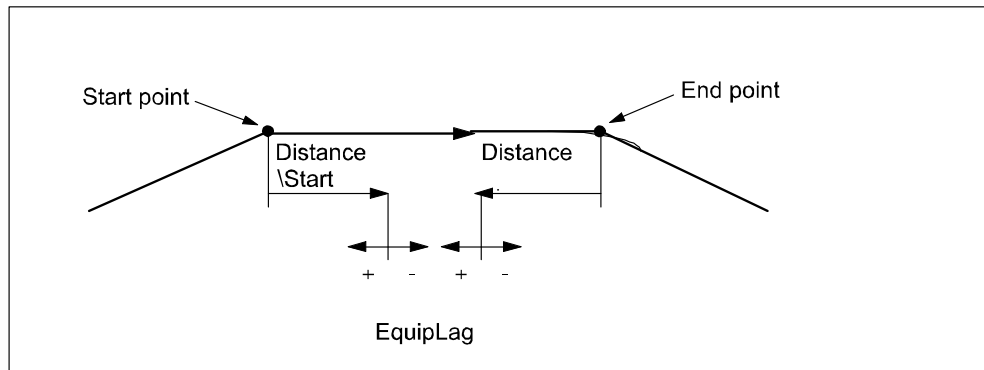 Start point
End point
Distance
\Start
Distance
+ - + -
EquipLag